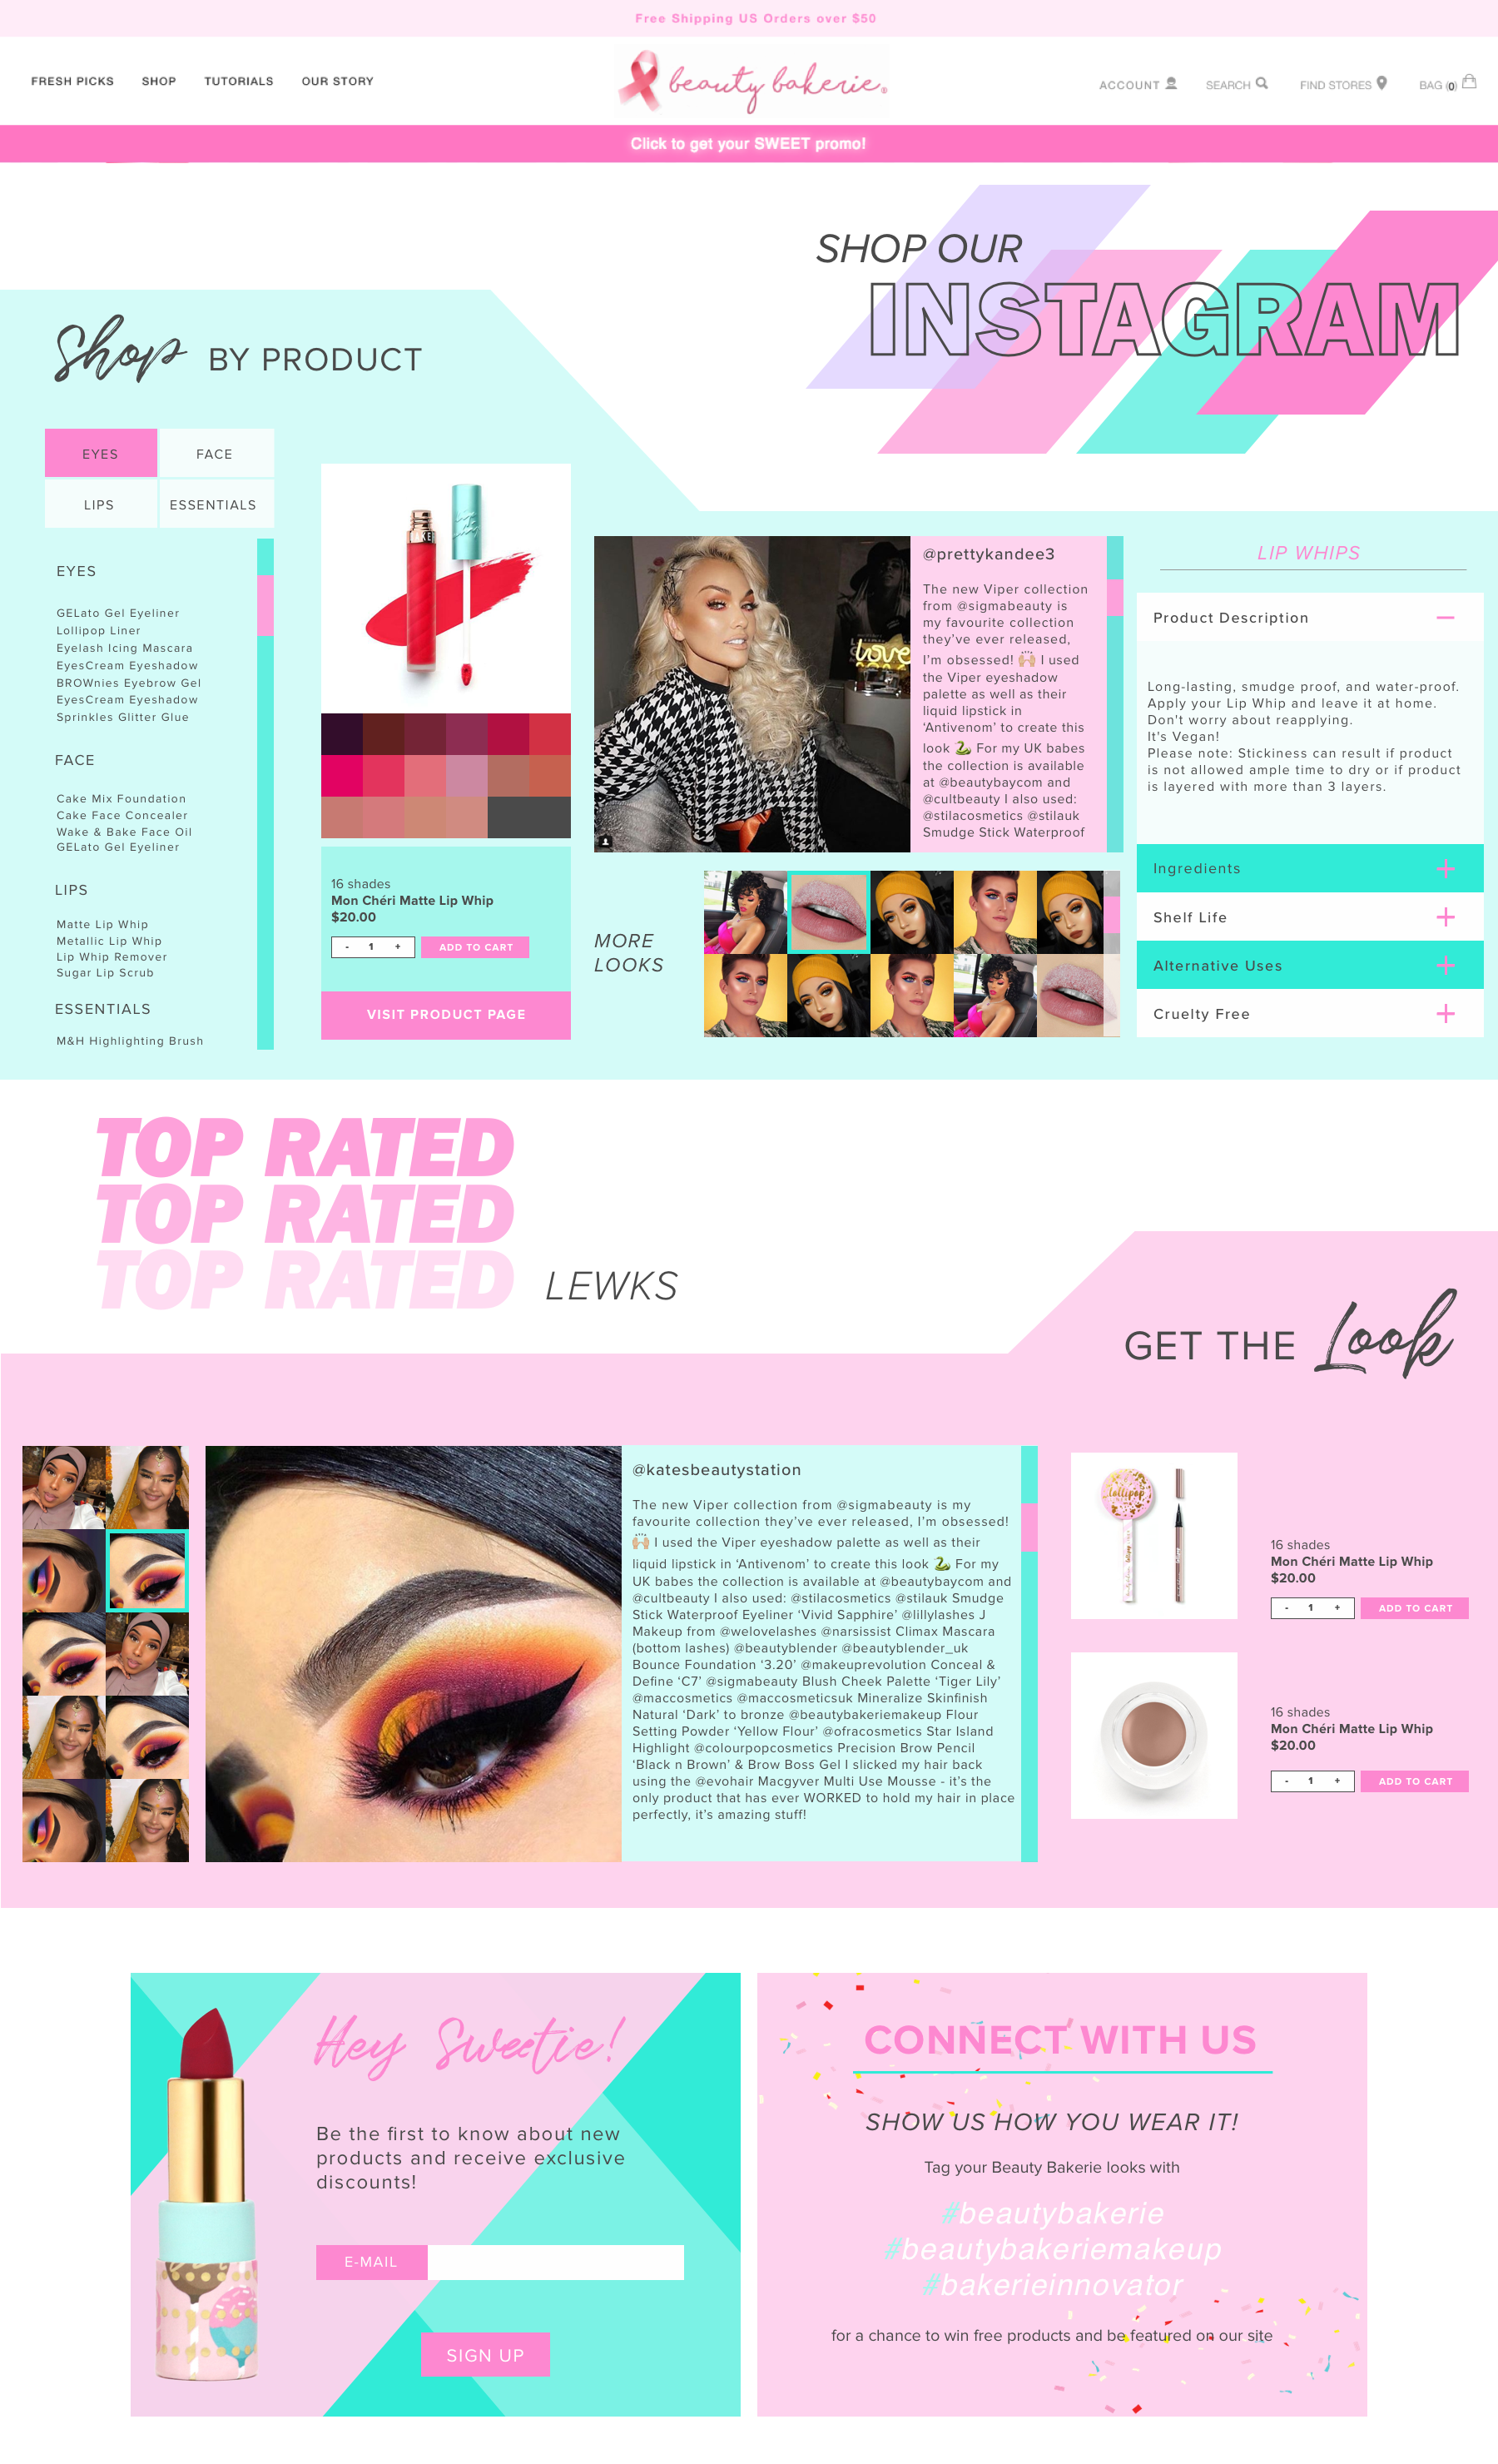 Free Shipping US Orders over $50
FRESH PICKS
SHOP
TUTORIALS
OUR STORY
beauty bakerie®
ACCOUNT
SEARCH
FIND STORES
BAG (0)
Click to get your SWEET promo!
SHOP OUR
INSTAGRAM
Shop BY PRODUCT
EYES
FACE
LIPS
ESSENTIALS
EYES
GELato Gel Eyeliner
Lollipop Liner
Eyelash Icing Mascara
EyesCream Eyeshadow
BROWnies Eyebrow Gel
EyesCream Eyeshadow
Sprinkles Glitter Glue
FACE
Cake Mix Foundation
Cake Face Concealer
Wake & Bake Face Oil
GELato Gel Eyeliner
LIPS
Matte Lip Whip
Metallic Lip Whip
Lip Whip Remover
Sugar Lip Scrub
ESSENTIALS
M&H Highlighting Brush
16 shades
Mon Chéri Matte Lip Whip
$20.00
- 1 +
ADD TO CART
VISIT PRODUCT PAGE
love
@prettykandee3
The new Viper collection
from @sigmabeauty is
my favourite collection
they've ever released,
I'm obsessed! 🙌🏼 I used
the Viper eyeshadow
palette as well as their
liquid lipstick in
‘Antivenom’ to create this
look 🐍 For my UK babes
the collection is available
at @beautybaycom and
@cultbeauty I also used:
@stilacosmetics @stilauk
Smudge Stick Waterproof
MORE
LOOKS
LIP WHIPS
Product Description
Long-lasting, smudge proof, and water-proof.
Apply your Lip Whip and leave it at home.
Don't worry about reapplying.
It's Vegan!
Please note: Stickiness can result if product
is not allowed ample time to dry or if product
is layered with more than 3 layers.
Ingredients
Shelf Life
Alternative Uses
Cruelty Free
TOP RATED
TOP RATED
TOP RATED
LEWKS
GET THE Look
@katesbeautystation
The new Viper collection from @sigmabeauty is my
favourite collection they've ever released, I'm obsessed!
🙌🏼 I used the Viper eyeshadow palette as well as their
liquid lipstick in ‘Antivenom’ to create this look 🐍 For my
UK babes the collection is available at @beautybaycom and
@cultbeauty I also used: @stilacosmetics @stilauk Smudge
Stick Waterproof Eyeliner ‘Vivid Sapphire’ @lillylashes J
Makeup from @welovelashes @narsissist Climax Mascara
(bottom lashes) @beautyblender @beautyblender_uk
Bounce Foundation ‘3.20’ @makeuprevolution Conceal &
Define ‘C7’ @sigmabeauty Blush Cheek Palette ‘Tiger Lily’
@maccosmetics @maccosmeticsuk Mineralize Skinfinish
Natural ‘Dark’ to bronze @beautybakeriemakeup Flour
Setting Powder ‘Yellow Flour’ @ofracosmetics Star Island
Highlight @colourpopcosmetics Precision Brow Pencil
‘Black n Brown’ & Brow Boss Gel I slicked my hair back
using the @evohair Macgyver Multi Use Mousse - it's the
only product that has ever WORKED to hold my hair in place
perfectly, it's amazing stuff!
lollipop
16 shades
Mon Chéri Matte Lip Whip
$20.00
- 1 +
ADD TO CART
16 shades
Mon Chéri Matte Lip Whip
$20.00
- 1 +
ADD TO CART
Hey Sweetie!
Be the first to know about new
products and receive exclusive
discounts!
E-MAIL
SIGN UP
CONNECT WITH US
SHOW US HOW YOU WEAR IT!
Tag your Beauty Bakerie looks with
#beautybakerie
#beautybakeriemakeup
#bakerieinnovator
for a chance to win free products and be featured on our site